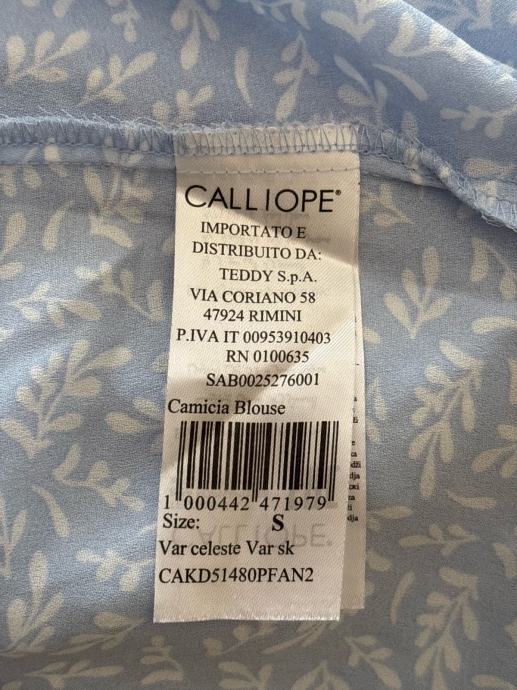 CALLIOPE®
IMPORTATO E
DISTRIBUITO DA:
TEDDY S.p.A.
VIA CORIANO 58
47924 RIMINI
P.IVA IT 00953910403
RN 0100635
SAB0025276001
Camicia Blouse
1 000442 471979
Size: S
Var celeste Var sk
CAKD51480PFAN2